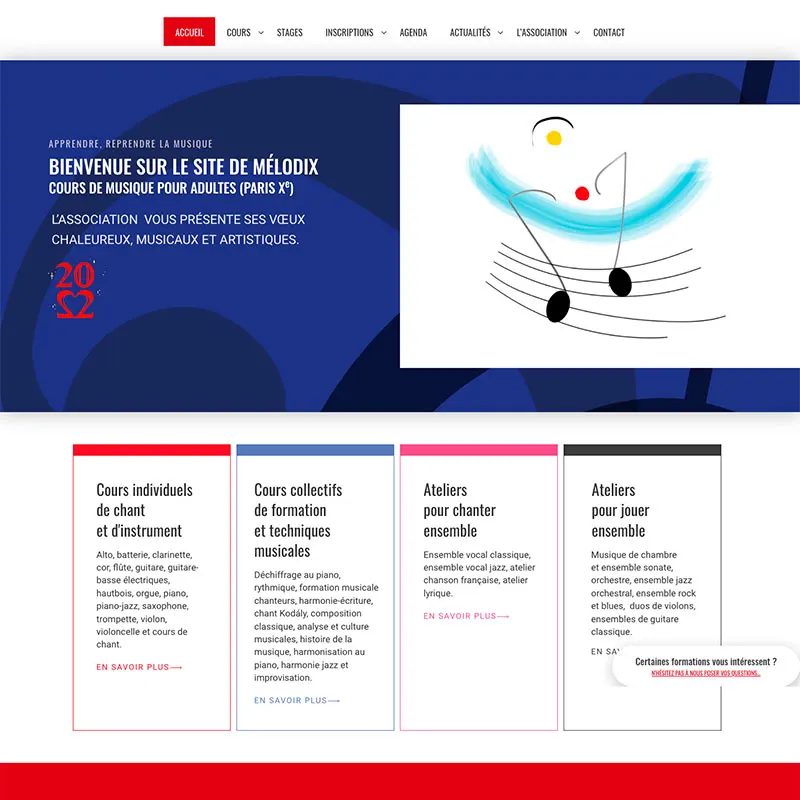 ACCUEIL
COURS
STAGES
INSCRIPTIONS
AGENDA
ACTUALITÉS
L'ASSOCIATION
CONTACT
APPRENDRE, REPRENDRE LA MUSIQUE
BIENVENUE SUR LE SITE DE MÉLODIX
COURS DE MUSIQUE POUR ADULTES (PARIS Xe)
L'ASSOCIATION VOUS PRÉSENTE SES VŒUX
CHALEUREUX, MUSICAUX ET ARTISTIQUES.
20
22
Cours individuels
de chant
et d'instrument
Alto, batterie, clarinette,
cor, flûte, guitare, guitare-
basse électriques,
hautbois, orgue, piano,
piano-jazz, saxophone,
trompette, violon,
violoncelle et cours de
chant.
EN SAVOIR PLUS⟶
Cours collectifs
de formation
et techniques
musicales
Déchiffrage au piano,
rythmique, formation musicale
chanteurs, harmonie-écriture,
chant Kodály, composition
classique, analyse et culture
musicales, histoire de la
musique, harmonisation au
piano, harmonie jazz et
improvisation.
EN SAVOIR PLUS⟶
Ateliers
pour chanter
ensemble
Ensemble vocal classique,
ensemble vocal jazz, atelier
chanson française, atelier
lyrique.
EN SAVOIR PLUS⟶
Ateliers
pour jouer
ensemble
Musique de chambre
et ensemble sonate,
orchestre, ensemble jazz
orchestral, ensemble rock
et blues, duos de violons,
ensembles de guitare
classique.
EN SA
Certaines formations vous intéressent ?
N'HÉSITEZ PAS À NOUS POSER VOS QUESTIONS...